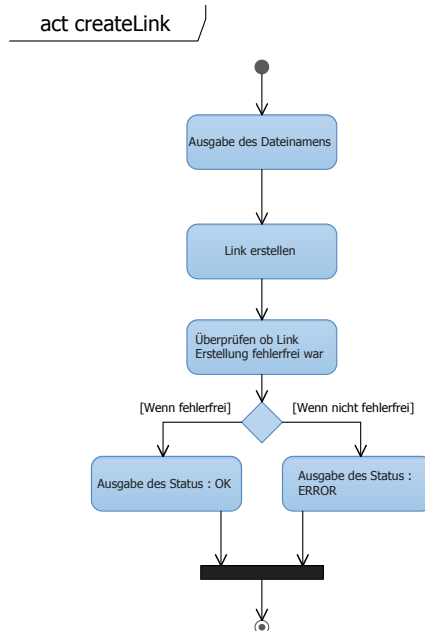 act createLink
Ausgabe des Dateinamens
Link erstellen
Überprüfen ob Link
Erstellung fehlerfrei war
[Wenn fehlerfrei]
[Wenn nicht fehlerfrei]
Ausgabe des Status : OK
Ausgabe des Status :
ERROR